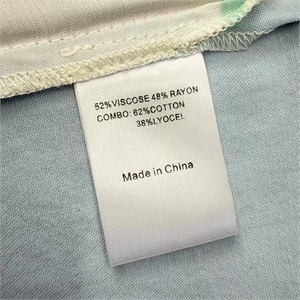 52%VISCOSE 48% RAYON
COMBO: 62%COTTON
38%LYOCEL
Made in China